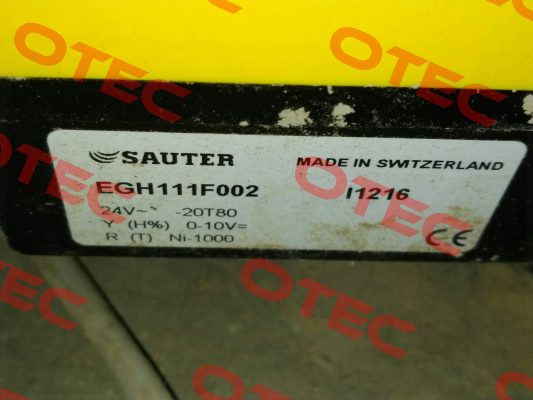 SAUTER
MADE IN SWITZERLAND
EGH111F002
I1216
24V~ -20T80
Y (H%) 0-10V=
R (T) Ni-1000
CE
OTEC
OTEC
OTEC
OTEC
OTEC
OTEC
OTEC
OTEC
OTEC